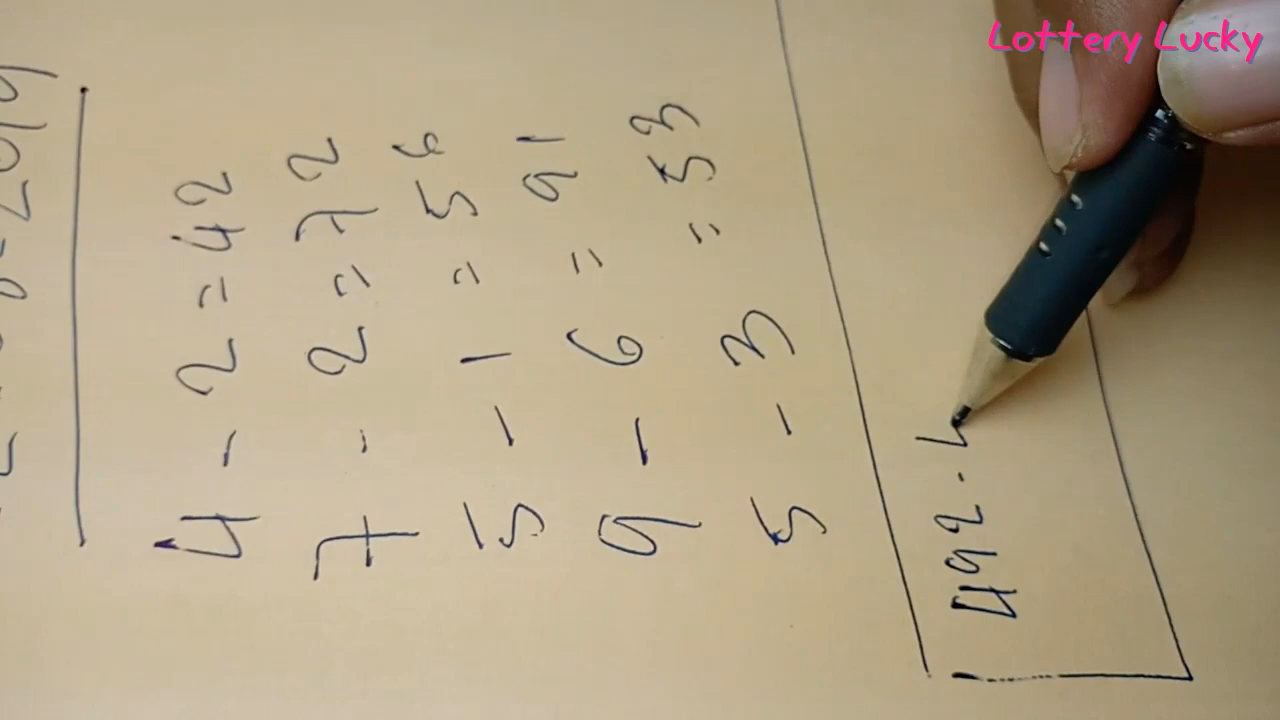 Lottery Lucky
4 - 2 = 42
7 - 2 = 72
5 - 1 = 56
9 - 6 = 91
5 - 3 = 53
492 -